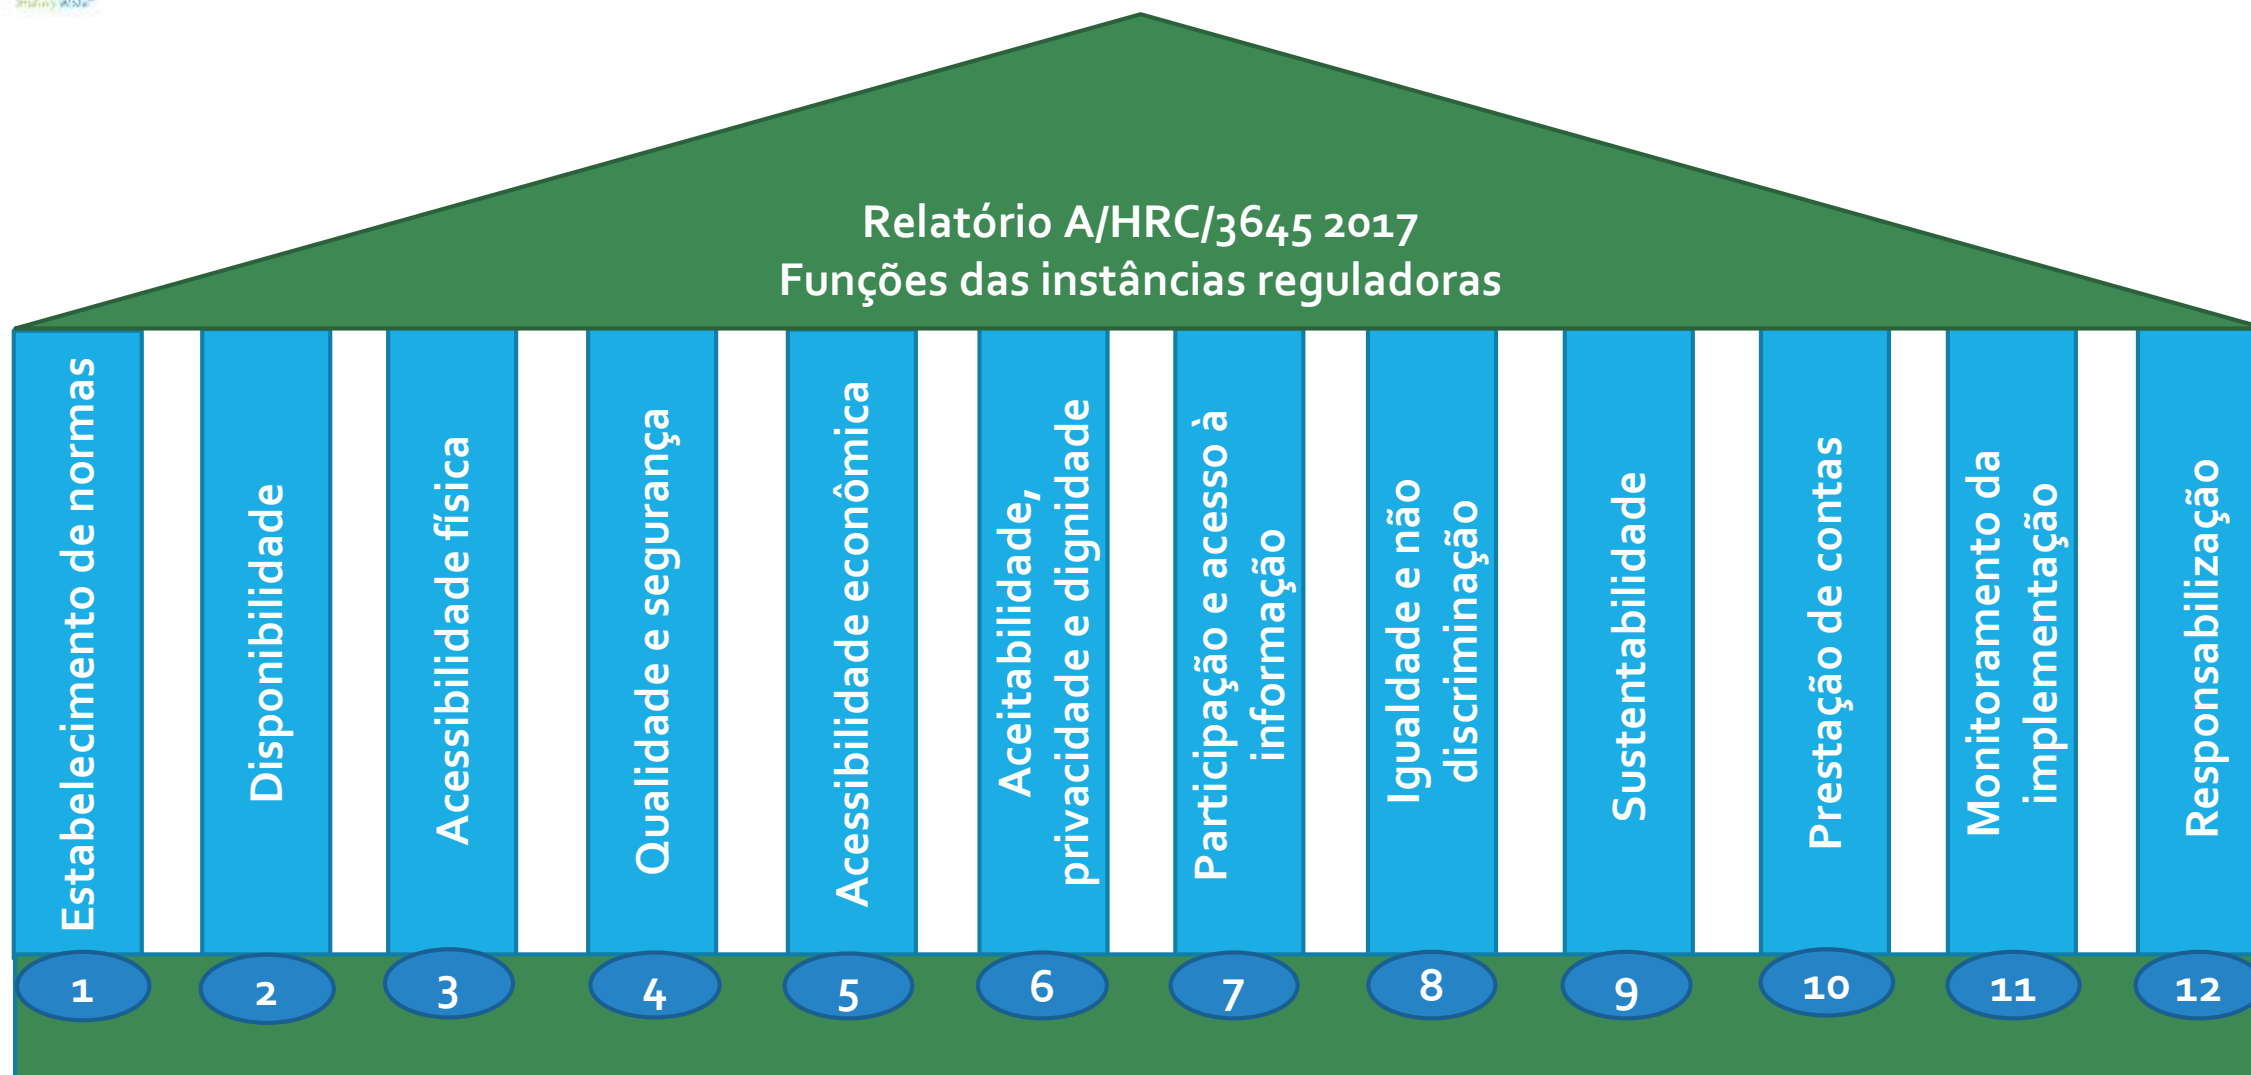 Relatório A/HRC/3645 2017
Funções das instâncias reguladoras
Estabelecimento de normas
Disponibilidade
Acessibilidade física
Qualidade e segurança
Acessibilidade econômica
Aceitabilidade,
privacidade e dignidade
Participação e acesso à
informação
Igualdade e não
discriminação
Sustentabilidade
Prestação de contas
Monitoramento da
implementação
Responsabilização
1
2
3
4
5
6
7
8
9
10
11
12